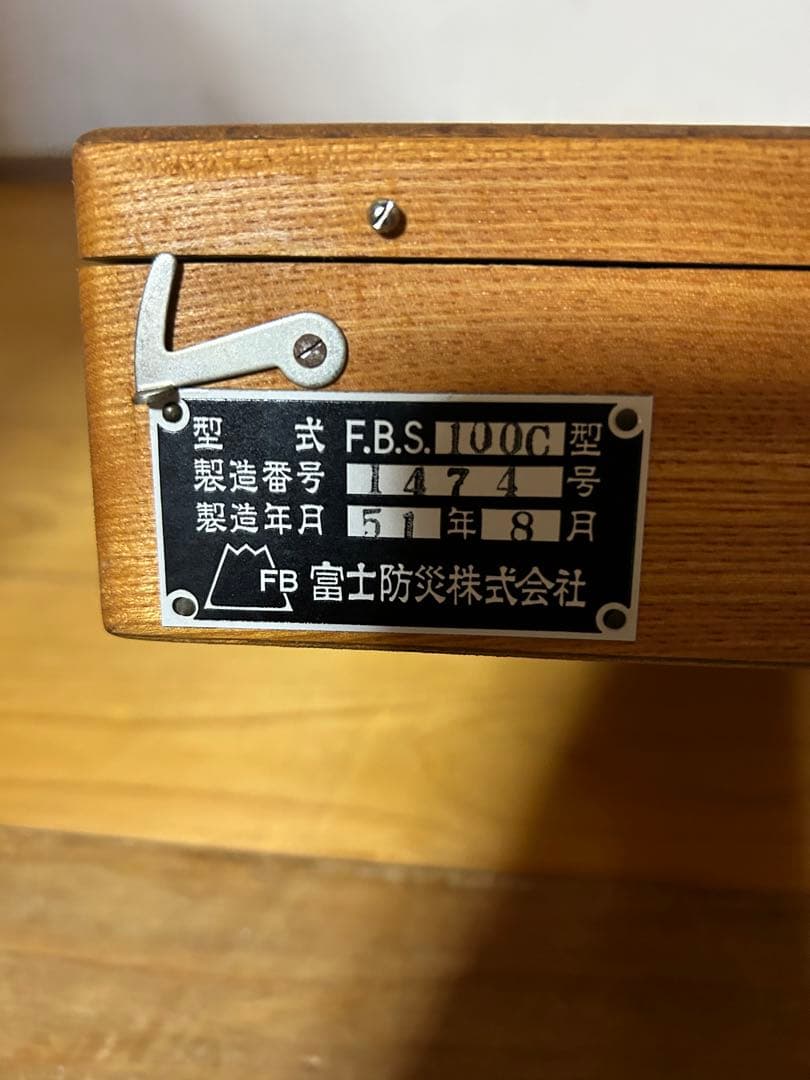 型 式 F.B.S. 100C 型
製造番号 1474 号
製造年月 51 年 8 月
FB 富士防災株式会社